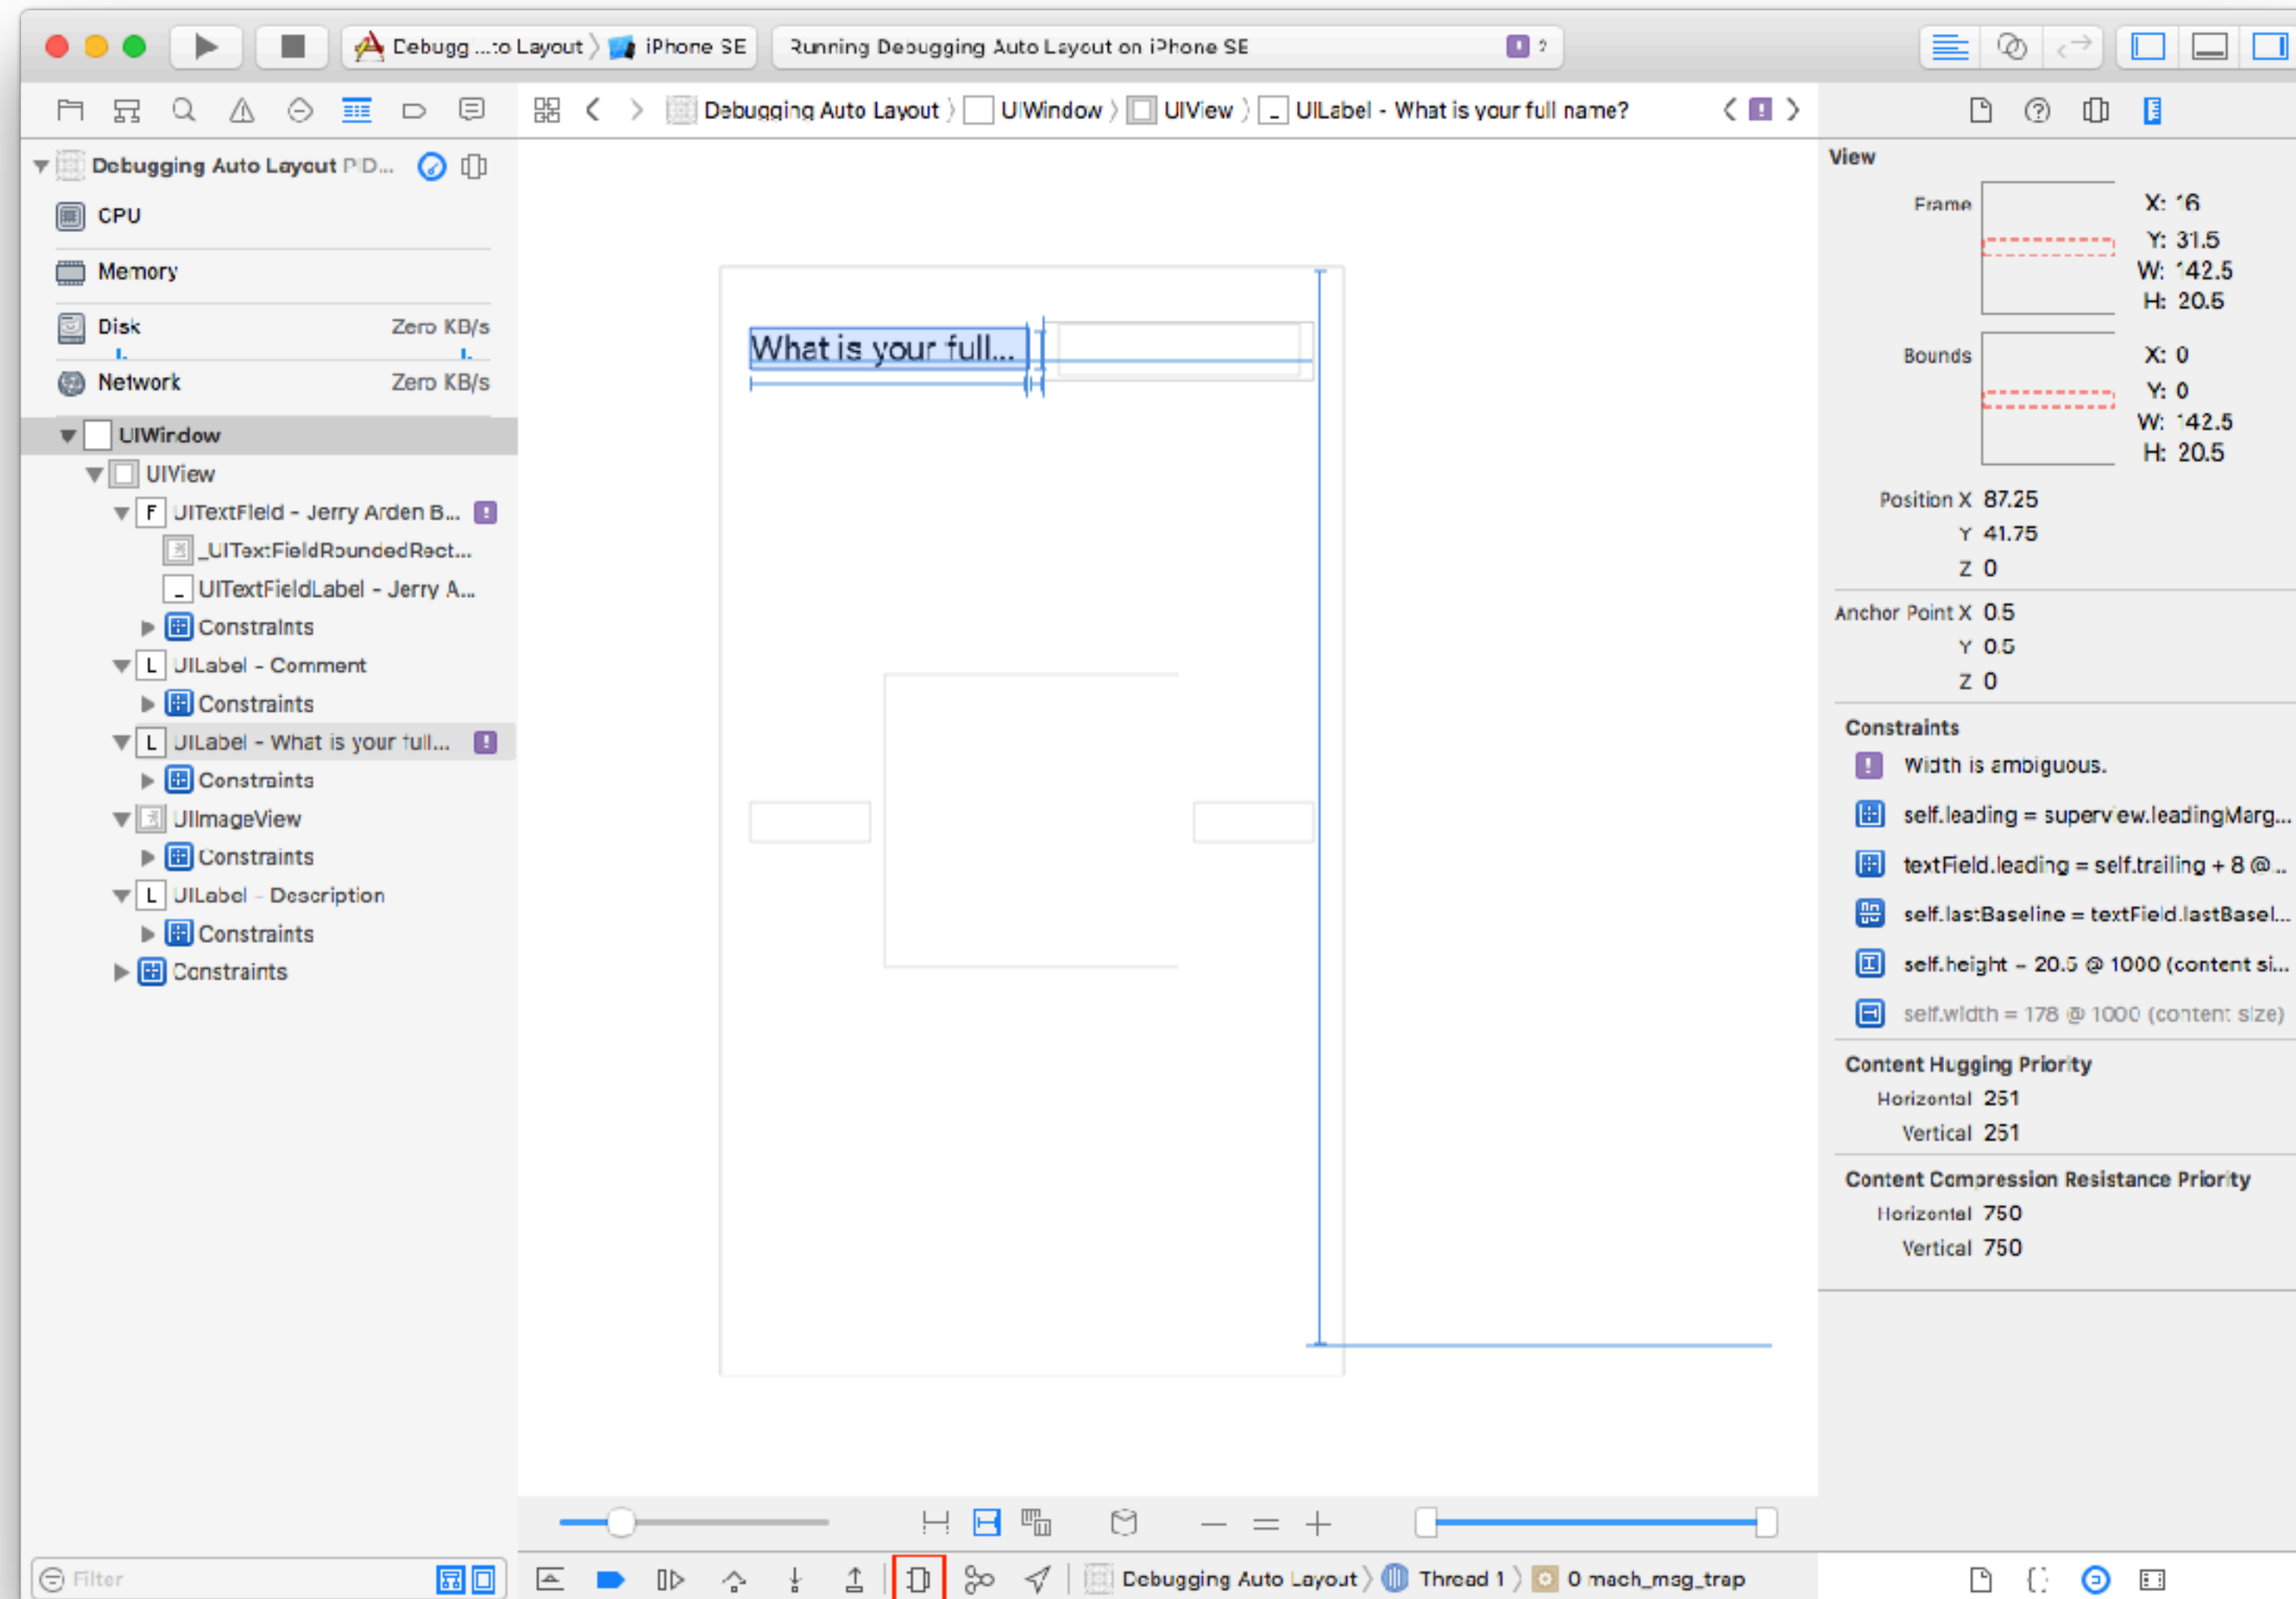 Debugg...to Layout 〉 iPhone SE
Running Debugging Auto Layout on iPhone SE
Debugging Auto Layout 〉 UIWindow 〉 UIView 〉 UILabel - What is your full name?
Debugging Auto Layout PID...
CPU
Memory
Disk Zero KB/s
Network Zero KB/s
UIWindow
UIView
F UITextField - Jerry Arden B...
_UITextFieldRoundedRect...
UITextFieldLabel - Jerry A...
Constraints
L UILabel - Comment
Constraints
L UILabel - What is your full...
Constraints
UIImageView
Constraints
L UILabel - Description
Constraints
Constraints
Filter
What is your full...
Debugging Auto Layout 〉 Thread 1 〉 0 mach_msg_trap
View
Frame X: 16
Y: 31.5
W: 142.5
H: 20.5
Bounds X: 0
Y: 0
W: 142.5
H: 20.5
Position X 87.25
Y 41.75
Z 0
Anchor Point X 0.5
Y 0.5
Z 0
Constraints
Width is ambiguous.
self.leading = superview.leadingMarg...
textField.leading = self.trailing + 8 @...
self.lastBaseline = textField.lastBasel...
self.height = 20.5 @ 1000 (content si...
self.width = 178 @ 1000 (content size)
Content Hugging Priority
Horizontal 251
Vertical 251
Content Compression Resistance Priority
Horizontal 750
Vertical 750